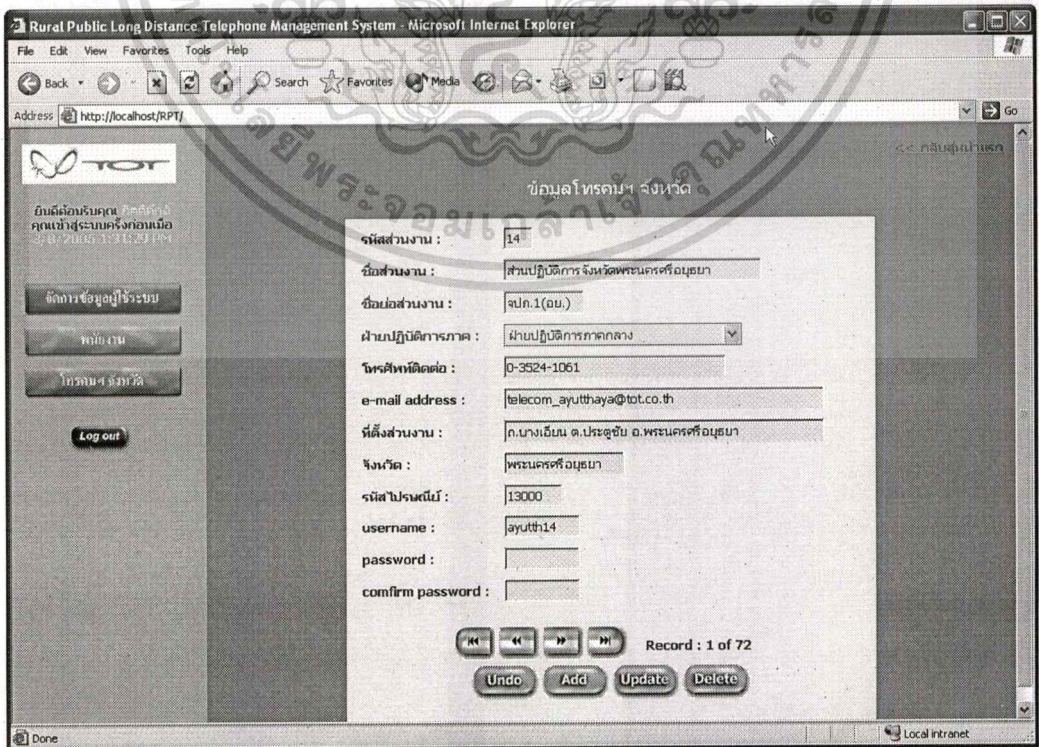 Rural Public Long Distance Telephone Management System - Microsoft Internet Explorer
File Edit View Favorites Tools Help
Back Search Favorites Media
Address http://localhost/RPT/ Go
TOT
<< กลับสู่หน้าแรก
ยินดีต้อนรับคุณ
คุณเข้าสู่ระบบครั้งก่อนเมื่อ
3/8/2005 1:31:29 PM
จัดการข้อมูลผู้ใช้ระบบ
พนักงาน
โทรคมฯ จังหวัด
Log out
ข้อมูลโทรคมฯ จังหวัด
รหัสส่วนงาน : 14
ชื่อส่วนงาน : ส่วนปฏิบัติการจังหวัดพระนครศรีอยุธยา
ชื่อย่อส่วนงาน : จปก.1(อย.)
ฝ่ายปฏิบัติการภาค : ฝ่ายปฏิบัติการภาคกลาง
โทรศัพท์ติดต่อ : 0-3524-1061
e-mail address : telecom_ayutthaya@tot.co.th
ที่ตั้งส่วนงาน : ถ.บางเอียน ต.ประตูชัย อ.พระนครศรีอยุธยา
จังหวัด : พระนครศรีอยุธยา
รหัสไปรษณีย์ : 13000
username : ayutth14
password :
comfirm password :
Record : 1 of 72
Undo Add Update Delete
Done Local intranet